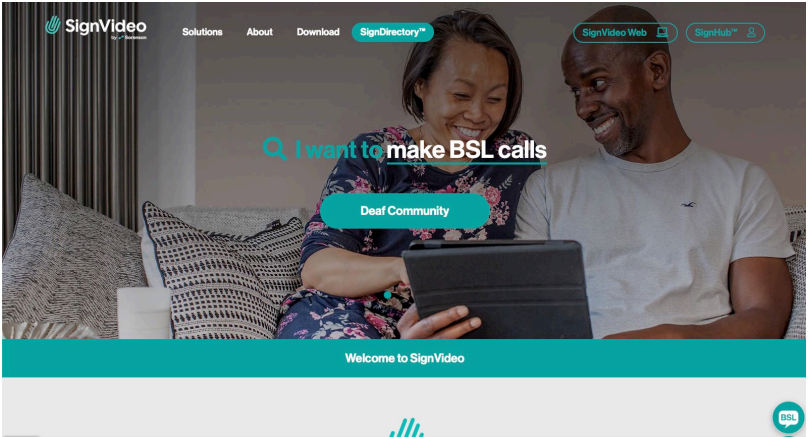 SignVideo
by Sorenson
Solutions About Download SignDirectory™ SignVideo Web SignHub™
I want to make BSL calls
Deaf Community
Welcome to SignVideo
BSL